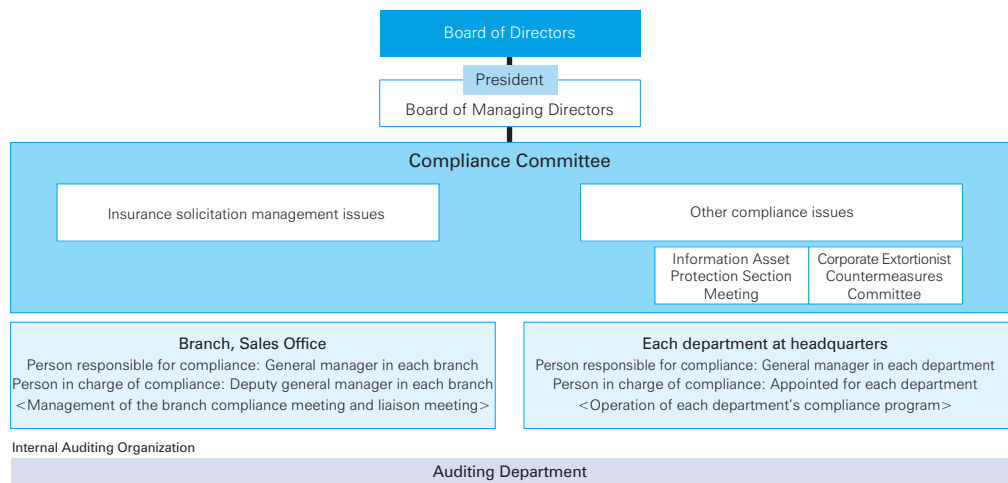 Board of Directors
President
Board of Managing Directors
Compliance Committee
Insurance solicitation management issues
Other compliance issues
Information Asset
Protection Section
Meeting
Corporate Extortionist
Countermeasures
Committee
Branch, Sales Office
Person responsible for compliance: General manager in each branch
Person in charge of compliance: Deputy general manager in each branch
<Management of the branch compliance meeting and liaison meeting>
Each department at headquarters
Person responsible for compliance: General manager in each department
Person in charge of compliance: Appointed for each department
<Operation of each department's compliance program>
Internal Auditing Organization
Auditing Department